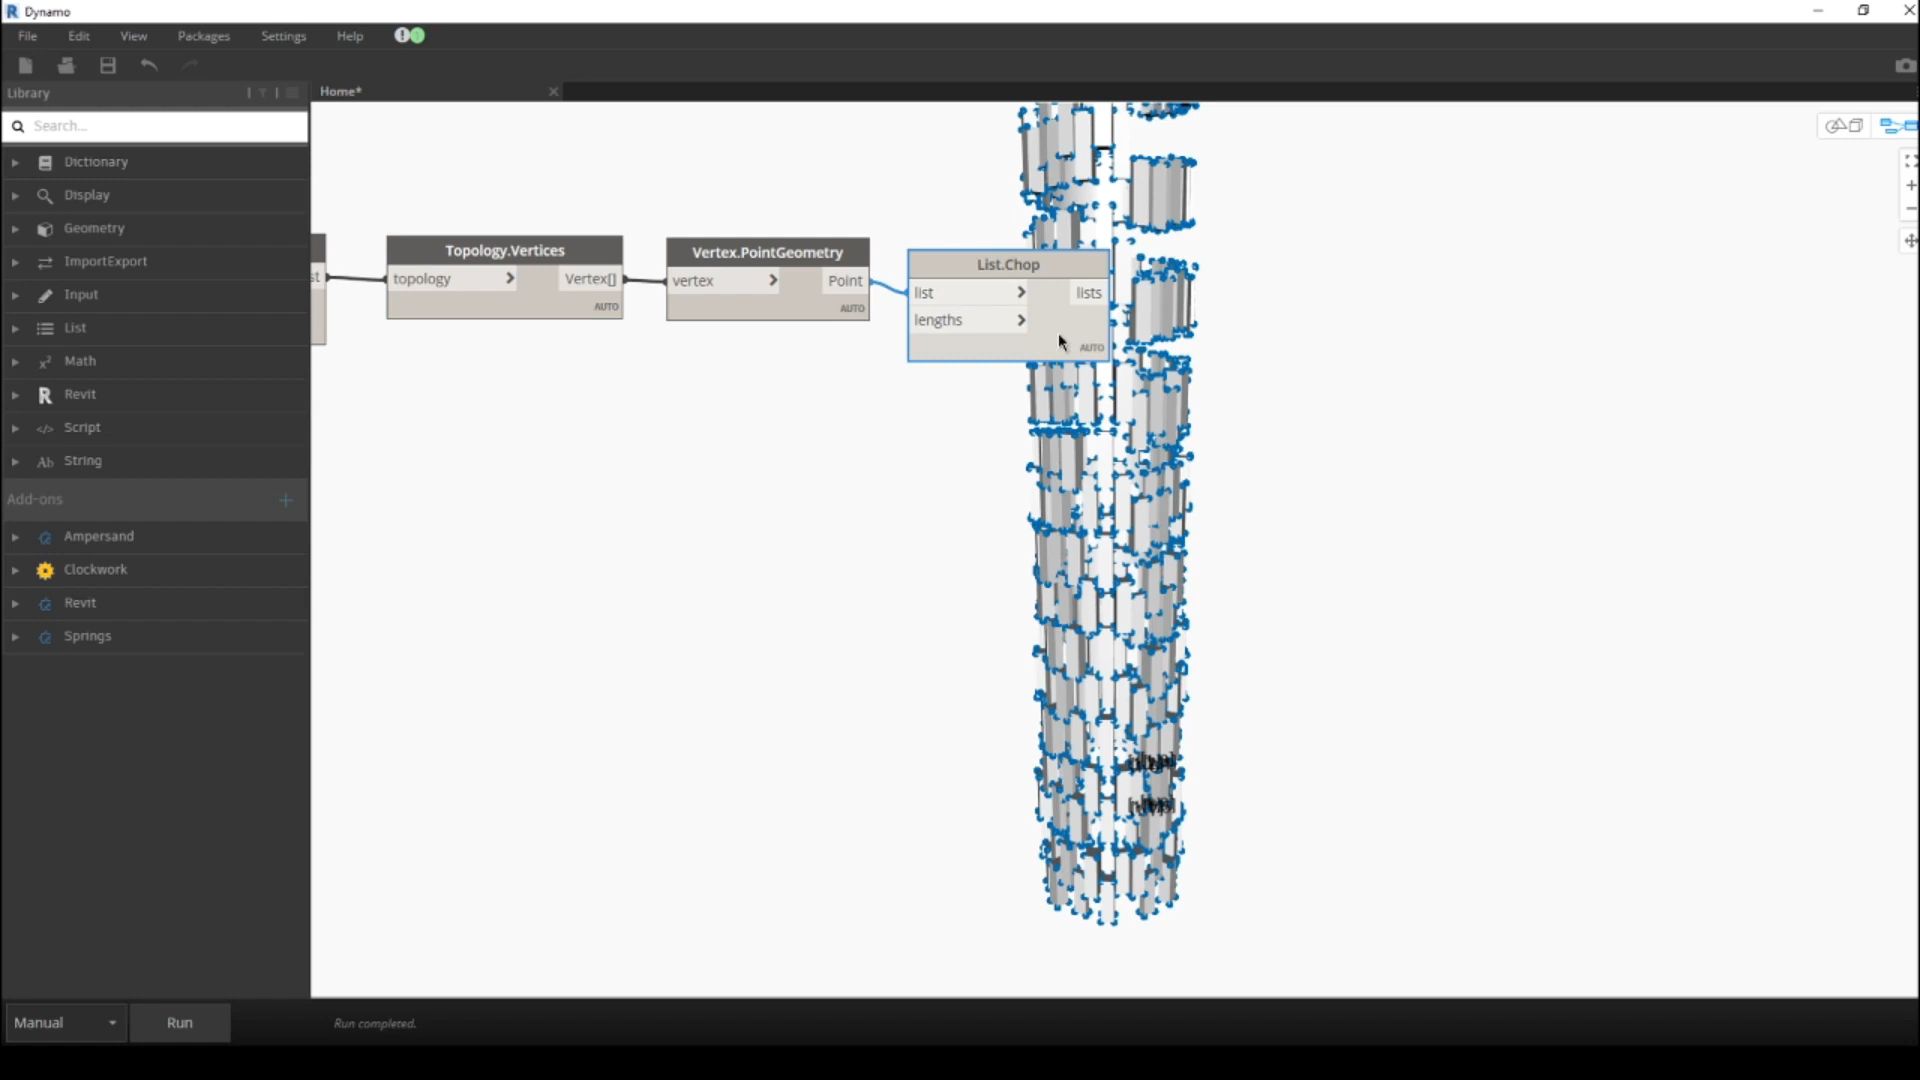 Dynamo
File Edit View Packages Settings Help
Library
Home*
Search...
Dictionary
Display
Geometry
ImportExport
Input
List
Math
Revit
Script
String
Add-ons
Ampersand
Clockwork
Revit
Springs
st
Topology.Vertices
topology > Vertex[]
AUTO
Vertex.PointGeometry
vertex > Point
AUTO
List.Chop
list > lists
lengths >
AUTO
Manual
Run
Run completed.